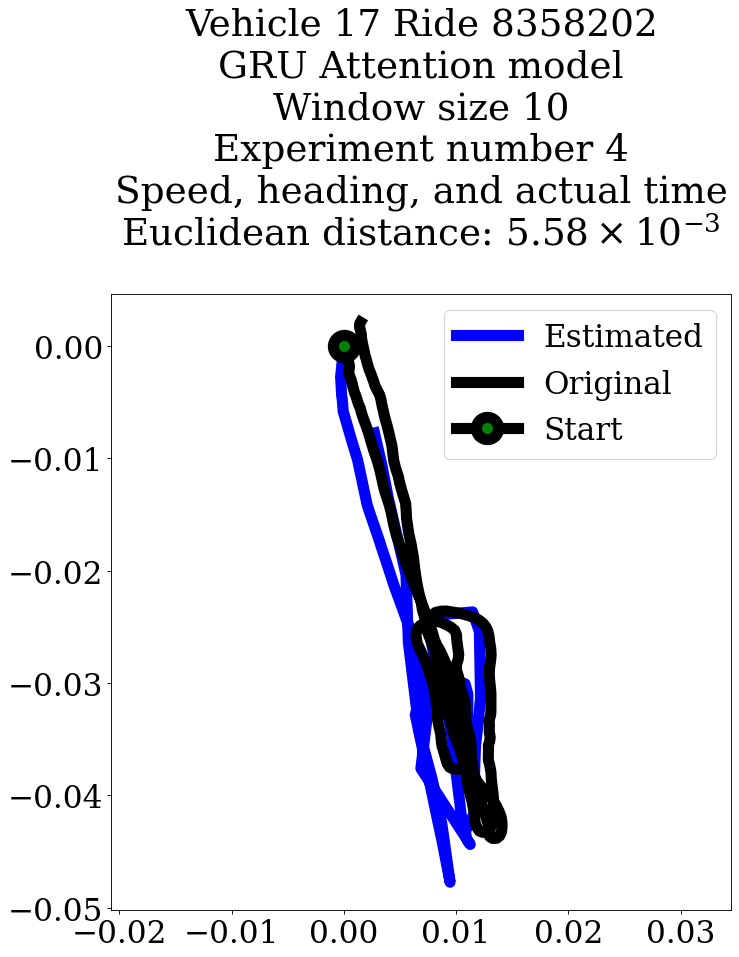 Vehicle 17 Ride 8358202
GRU Attention model
Window size 10
Experiment number 4
Speed, heading, and actual time
Euclidean distance: 5.58 × 10⁻³
Estimated
Original
Start
0.00
−0.01
−0.02
−0.03
−0.04
−0.05
−0.02 −0.01 0.00 0.01 0.02 0.03